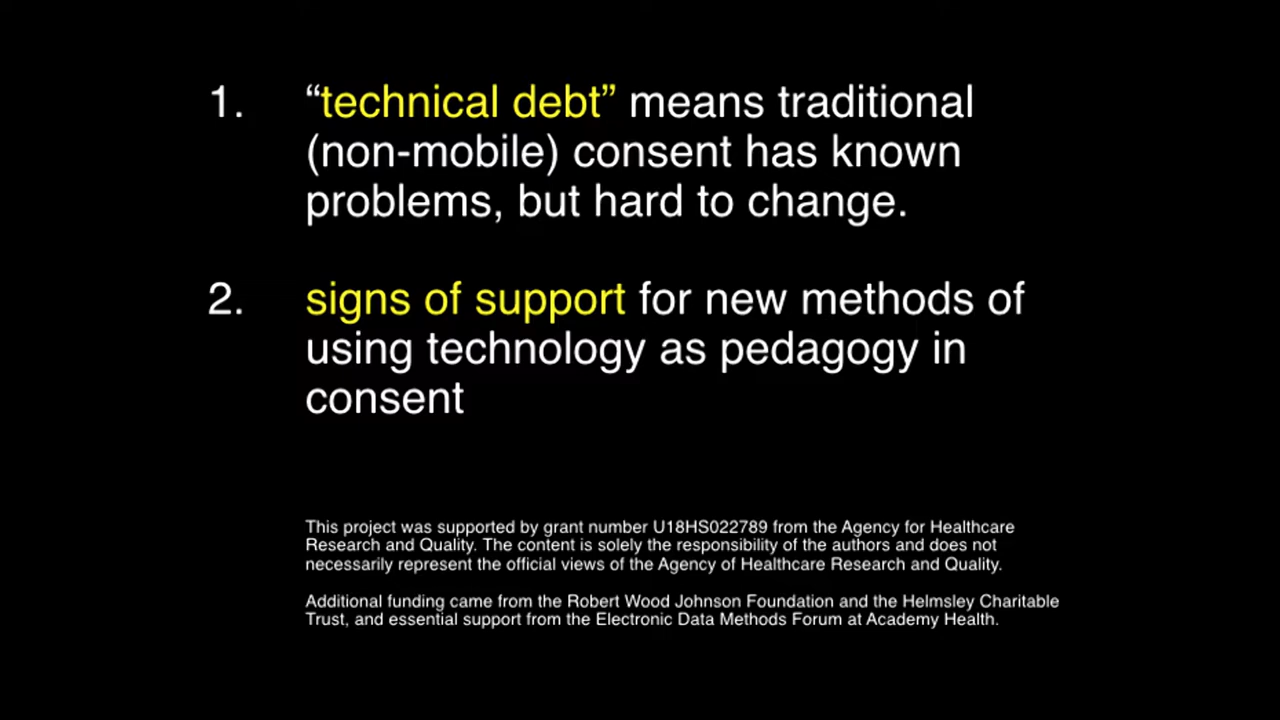 1. “technical debt” means traditional
(non-mobile) consent has known
problems, but hard to change.
2. signs of support for new methods of
using technology as pedagogy in
consent
This project was supported by grant number U18HS022789 from the Agency for Healthcare
Research and Quality. The content is solely the responsibility of the authors and does not
necessarily represent the official views of the Agency of Healthcare Research and Quality.
Additional funding came from the Robert Wood Johnson Foundation and the Helmsley Charitable
Trust, and essential support from the Electronic Data Methods Forum at Academy Health.